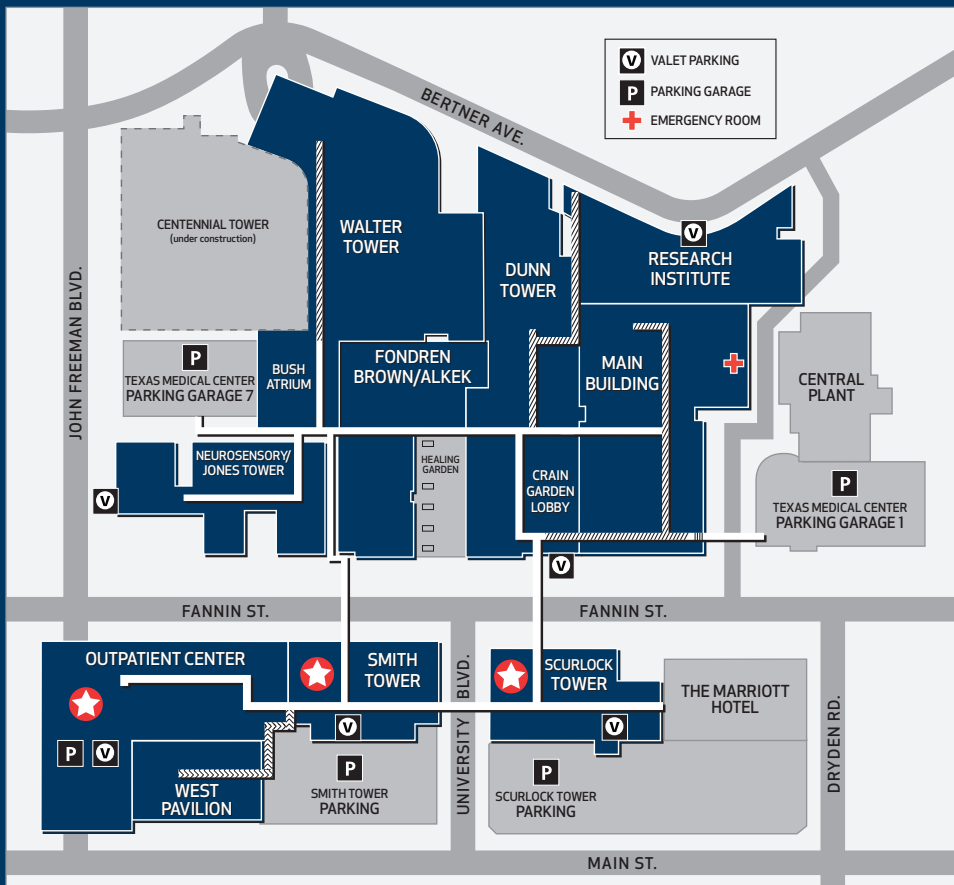 V VALET PARKING
P PARKING GARAGE
EMERGENCY ROOM
BERTNER AVE.
CENTENNIAL TOWER
(under construction)
WALTER
TOWER
V
RESEARCH
INSTITUTE
DUNN
TOWER
JOHN FREEMAN BLVD.
P
TEXAS MEDICAL CENTER
PARKING GARAGE 7
BUSH
ATRIUM
FONDREN
BROWN/ALKEK
MAIN
BUILDING
CENTRAL
PLANT
NEUROSENSORY/
JONES TOWER
HEALING
GARDEN
CRAIN
GARDEN
LOBBY
V
P
TEXAS MEDICAL CENTER
PARKING GARAGE 1
V
FANNIN ST.
FANNIN ST.
OUTPATIENT CENTER
SMITH
TOWER
UNIVERSITY BLVD.
SCURLOCK
TOWER
THE MARRIOTT
HOTEL
DRYDEN RD.
P V
V
V
WEST
PAVILION
P
SMITH TOWER
PARKING
P
SCURLOCK TOWER
PARKING
MAIN ST.